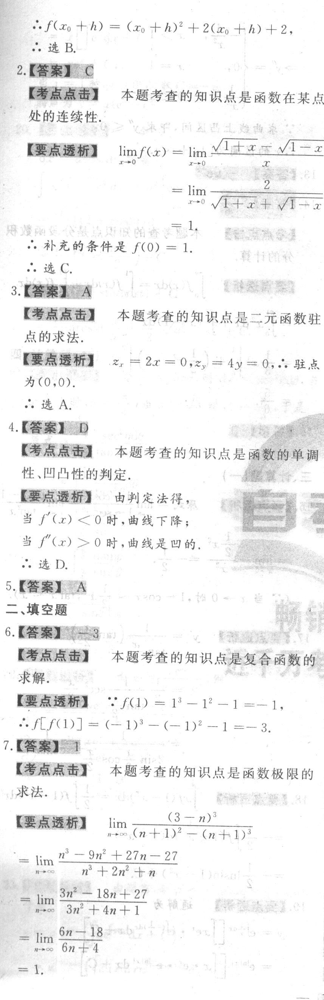 ∴ f(x₀ + h) = (x₀ + h)² + 2(x₀ + h) + 2,
∴ 选 B.
2.【答案】 C
【考点点击】 本题考查的知识点是函数在某点
处的连续性.
【要点透析】 lim_{x→0} f(x) = lim_{x→0} (√(1+x) − √(1−x))/x
= lim_{x→0} 2/(√(1+x) + √(1−x))
= 1.
∴ 补充的条件是 f(0) = 1.
∴ 选 C.
3.【答案】 A
【考点点击】 本题考查的知识点是二元函数驻
点的求法.
【要点透析】 zₓ = 2x = 0, z_y = 4y = 0, ∴ 驻点
为(0,0).
∴ 选 A.
4.【答案】 D
【考点点击】 本题考查的知识点是函数的单调
性、凹凸性的判定.
【要点透析】 由判定法得,
当 f′(x) < 0 时,曲线下降;
当 f″(x) > 0 时,曲线是凹的.
∴ 选 D.
5.【答案】 A
二、填空题
6.【答案】 −3
【考点点击】 本题考查的知识点是复合函数的
求解.
【要点透析】 ∵ f(1) = 1³ − 1² − 1 = −1,
∴ f[f(1)] = (−1)³ − (−1)² − 1 = −3.
7.【答案】 1
【考点点击】 本题考查的知识点是函数极限的
求法.
【要点透析】 lim_{n→∞} (3 − n)³/((n + 1)² − (n + 1)³)
= lim_{n→∞} (n³ − 9n² + 27n − 27)/(n³ + 2n² + n)
= lim_{n→∞} (3n² − 18n + 27)/(3n² + 4n + 1)
= lim_{n→∞} (6n − 18)/(6n + 4)
= 1.